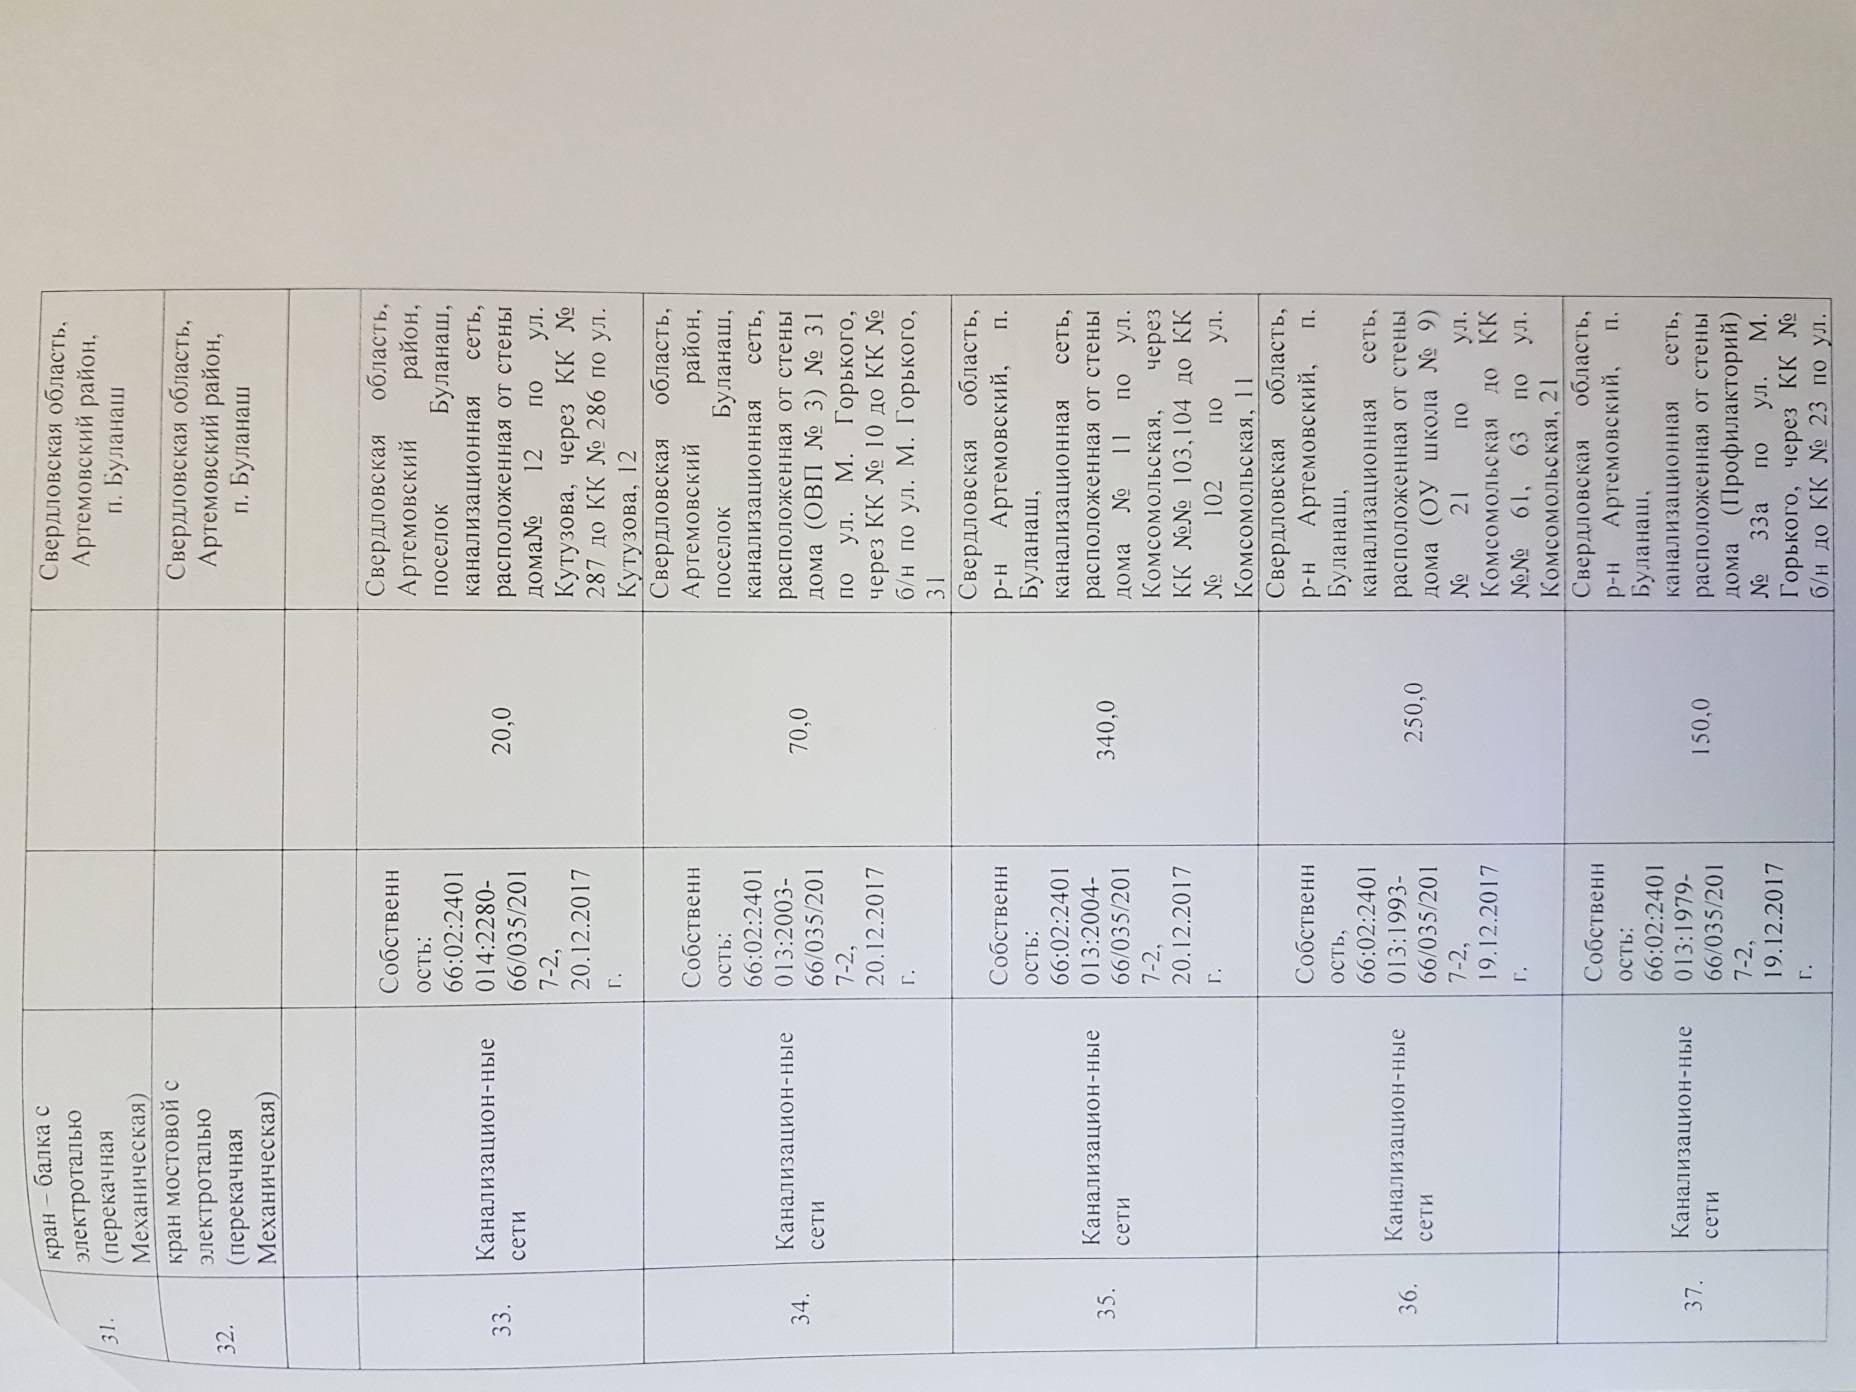 31.
кран – балка с
электроталью
(перекачная
Механическая)
Свердловская область,
Артемовский район,
п. Буланаш
32.
кран мостовой с
электроталью
(перекачная
Механическая)
Свердловская область,
Артемовский район,
п. Буланаш
33.
Канализацион-ные
сети
Собственн
ость:
66:02:2401
014:2280-
66/035/201
7-2,
20.12.2017
г.
20,0
Свердловская область,
Артемовский район,
поселок Буланаш,
канализационная сеть,
расположенная от стены
дома№ 12 по ул.
Кутузова, через КК №
287 до КК № 286 по ул.
Кутузова, 12
34.
Канализацион-ные
сети
Собственн
ость:
66:02:2401
013:2003-
66/035/201
7-2,
20.12.2017
г.
70,0
Свердловская область,
Артемовский район,
поселок Буланаш,
канализационная сеть,
расположенная от стены
дома (ОВП № 3) № 31
по ул. М. Горького,
через КК № 10 до КК №
б/н по ул. М. Горького,
31
35.
Канализацион-ные
сети
Собственн
ость:
66:02:2401
013:2004-
66/035/201
7-2,
20.12.2017
г.
340,0
Свердловская область,
р-н Артемовский, п.
Буланаш,
канализационная сеть,
расположенная от стены
дома № 11 по ул.
Комсомольская, через
КК №№ 103,104 до КК
№ 102 по ул.
Комсомольская, 11
36.
Канализацион-ные
сети
Собственн
ость,
66:02:2401
013:1993-
66/035/201
7-2,
19.12.2017
г.
250,0
Свердловская область,
р-н Артемовский, п.
Буланаш,
канализационная сеть,
расположенная от стены
дома (ОУ школа № 9)
№ 21 по ул.
Комсомольская до КК
№№ 61, 63 по ул.
Комсомольская, 21
37.
Канализацион-ные
сети
Собственн
ость:
66:02:2401
013:1979-
66/035/201
7-2,
19.12.2017
г.
150,0
Свердловская область,
р-н Артемовский, п.
Буланаш,
канализационная сеть,
расположенная от стены
дома (Профилакторий)
№ 33а по ул. М.
Горького, через КК №
б/н до КК № 23 по ул.